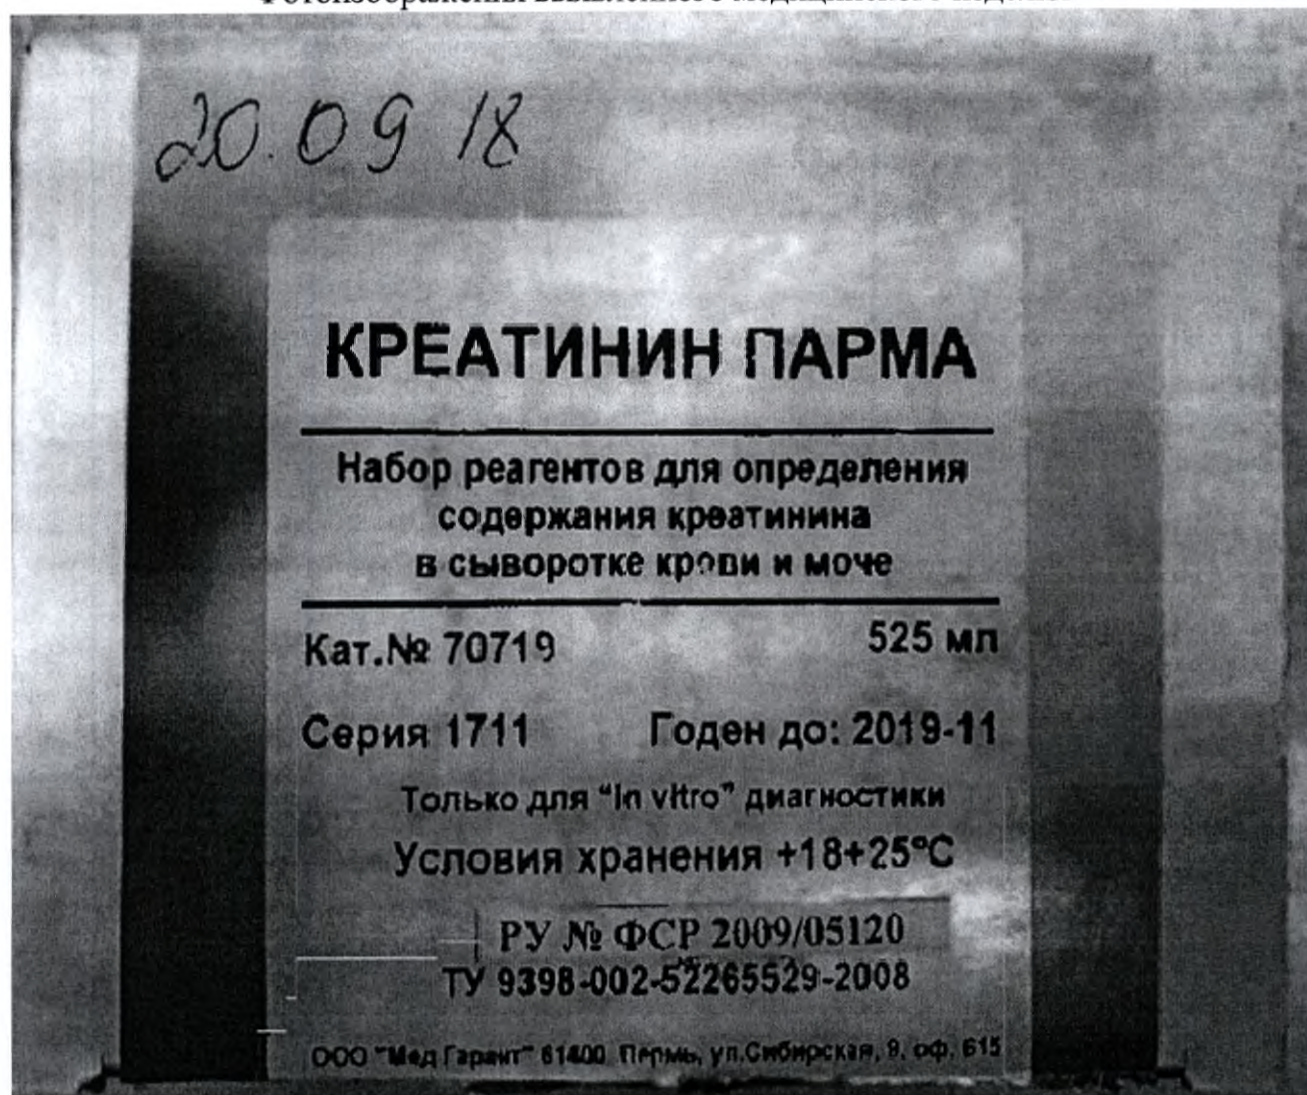 20.09 18
КРЕАТИНИН ПАРМА
Набор реагентов для определения
содержания креатинина
в сыворотке крови и моче
Кат.№ 70719 525 мл
Серия 1711 Годен до: 2019-11
Только для "In vitro" диагностики
Условия хранения +18+25°С
РУ № ФСР 2009/05120
ТУ 9398-002-52265529-2008
ООО "Мед Гарант" 61400 Пермь, ул.Сибирская, 9, оф. 615